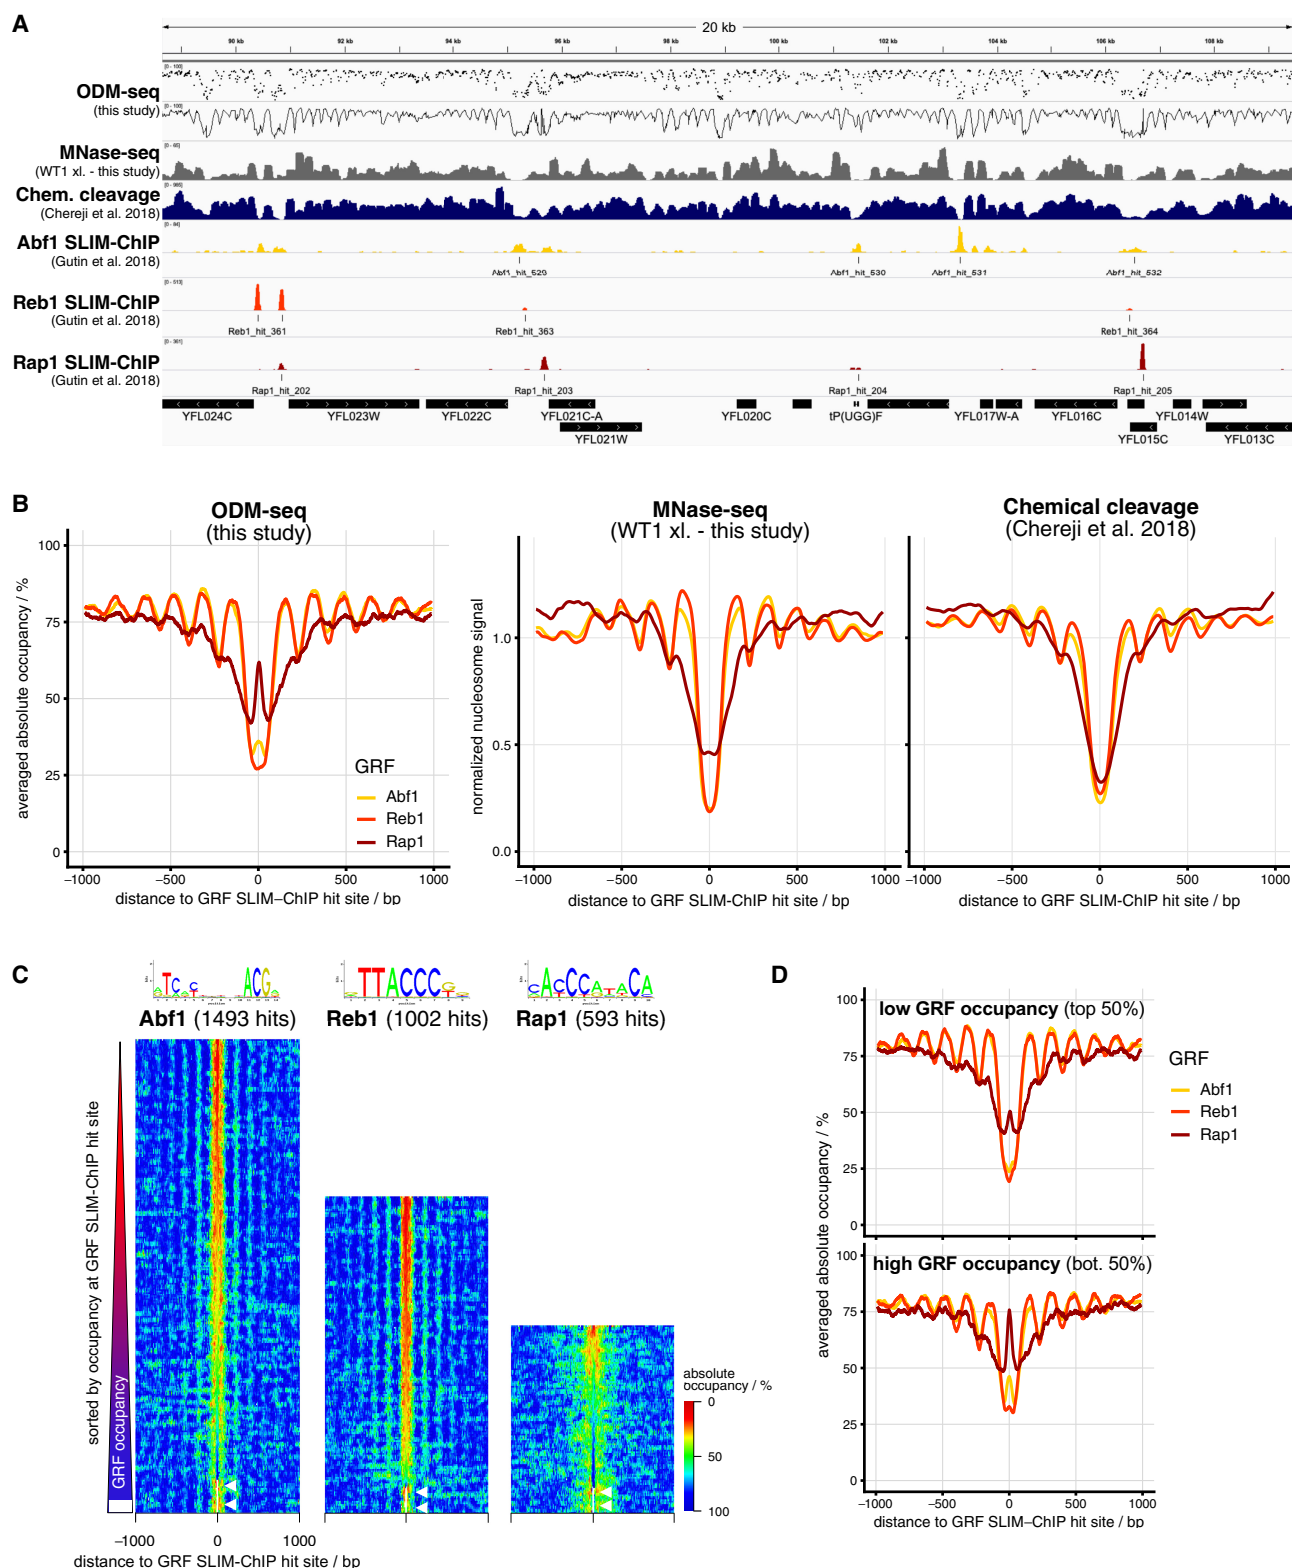 A
20 kb
90 kb 92 kb 94 kb 96 kb 98 kb 100 kb 102 kb 104 kb 106 kb 108 kb
[0 - 100]
ODM-seq
(this study)
[0 - 100]
MNase-seq
(WT1 xl. - this study)
Chem. cleavage
(Chereji et al. 2018)
Abf1 SLIM-ChIP
(Gutin et al. 2018)
Abf1_hit_529 Abf1_hit_530 Abf1_hit_531 Abf1_hit_532
Reb1 SLIM-ChIP
(Gutin et al. 2018)
Reb1_hit_361 Reb1_hit_363 Reb1_hit_364
Rap1 SLIM-ChIP
(Gutin et al. 2018)
Rap1_hit_202 Rap1_hit_203 Rap1_hit_204 Rap1_hit_205
YFL024C YFL023W YFL022C YFL021C-A YFL020C tP(UGG)F YFL017W-A YFL016C YFL014W
YFL021W YFL015C YFL013C
B
ODM-seq
(this study)
averaged absolute occupancy / %
100
75
50
25
0
GRF
Abf1
Reb1
Rap1
−1000 −500 0 500 1000
distance to GRF SLIM−ChIP hit site / bp
MNase-seq
(WT1 xl. - this study)
normalized nucleosome signal
1.0
0.5
0.0
−1000 −500 0 500 1000
distance to GRF SLIM-ChIP hit site / bp
Chemical cleavage
(Chereji et al. 2018)
−1000 −500 0 500 1000
distance to GRF SLIM-ChIP hit site / bp
C
Abf1 (1493 hits)
Reb1 (1002 hits)
Rap1 (593 hits)
sorted by occupancy at GRF SLIM-ChIP hit site
GRF occupancy
absolute
occupancy / %
0
50
100
−1000 0 1000
distance to GRF SLIM-ChIP hit site / bp
D
low GRF occupancy (top 50%)
100
75
50
25
0
high GRF occupancy (bot. 50%)
100
75
50
25
0
averaged absolute occupancy / %
GRF
Abf1
Reb1
Rap1
−1000 −500 0 500 1000
distance to GRF SLIM−ChIP hit site / bp